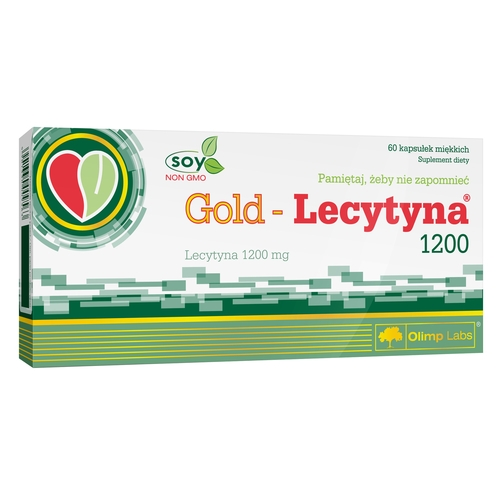 60 kapsułek miękkich
Suplement diety
soy
NON GMO
Pamiętaj, żeby nie zapomnieć
Gold - Lecytyna®
1200
Lecytyna 1200 mg
Olimp Labs®